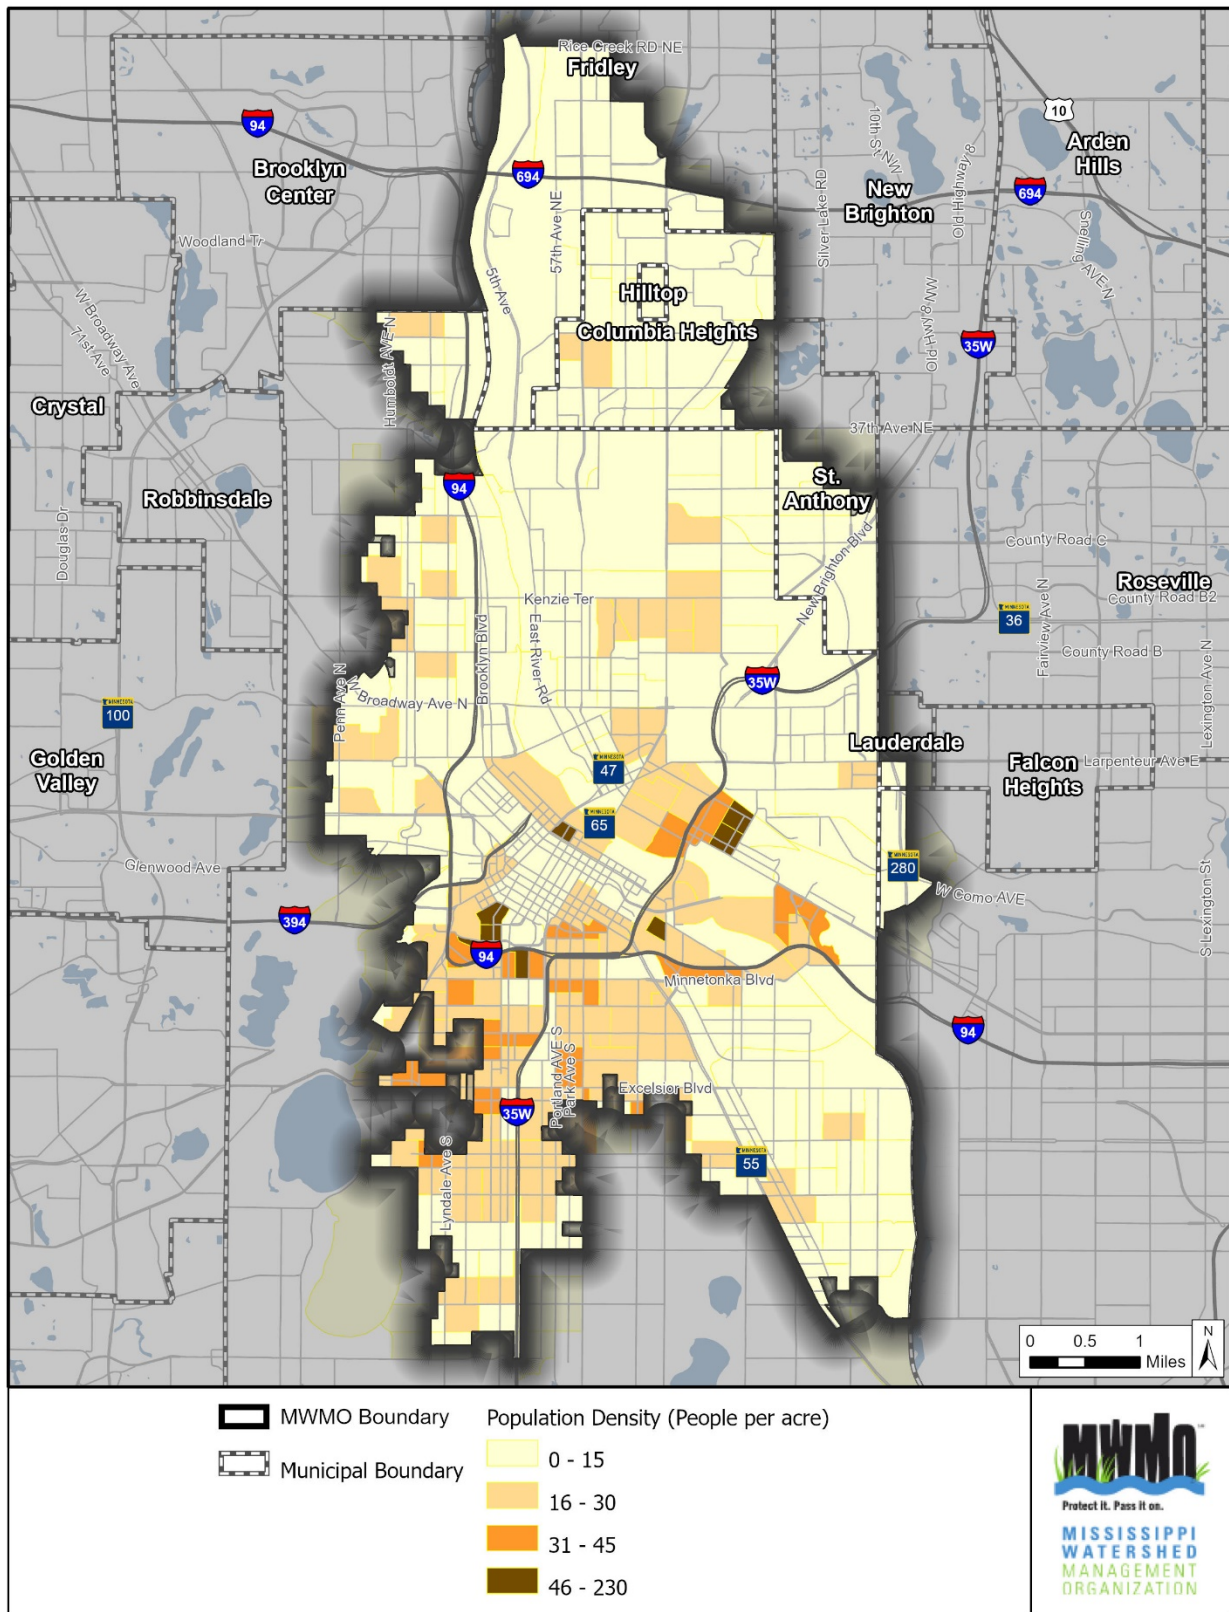 Rice Creek RD NE
Fridley
94
10
Arden
Hills
10th St NW
Old Highway 8
Brooklyn
Center
694
New
Brighton
694
Silver Lake RD
Snelling AVE N
57th Ave NE
Woodland Tr
5th Ave
Hilltop
Columbia Heights
W Broadway Ave
71st Ave
Humboldt AVE N
Old Hwy 8 NW
35W
Crystal
37th Ave NE
Robbinsdale
94
St.
Anthony
Douglas Dr
New Brighton Blvd
County Road C
Roseville
Kenzie Ter
County Road B2
MINNESOTA
36
Fairview Ave N
County Road B
Brooklyn Blvd
East River Rd
Penn Ave N
W Broadway Ave N
35W
Lexington Ave N
MINNESOTA
100
Golden
Valley
Lauderdale
MINNESOTA
47
Falcon
Heights
Larpenteur Ave E
MINNESOTA
65
Glenwood Ave
MINNESOTA
280
W Como AVE
S Lexington St
394
94
Minnetonka Blvd
94
Portland AVE S
Park Ave S
Excelsior Blvd
35W
Lyndale Ave S
MINNESOTA
55
0 0.5 1
Miles
N
MWMO Boundary
Municipal Boundary
Population Density (People per acre)
0 - 15
16 - 30
31 - 45
46 - 230
MWMO
Protect it. Pass it on.
MISSISSIPPI
WATERSHED
MANAGEMENT
ORGANIZATION